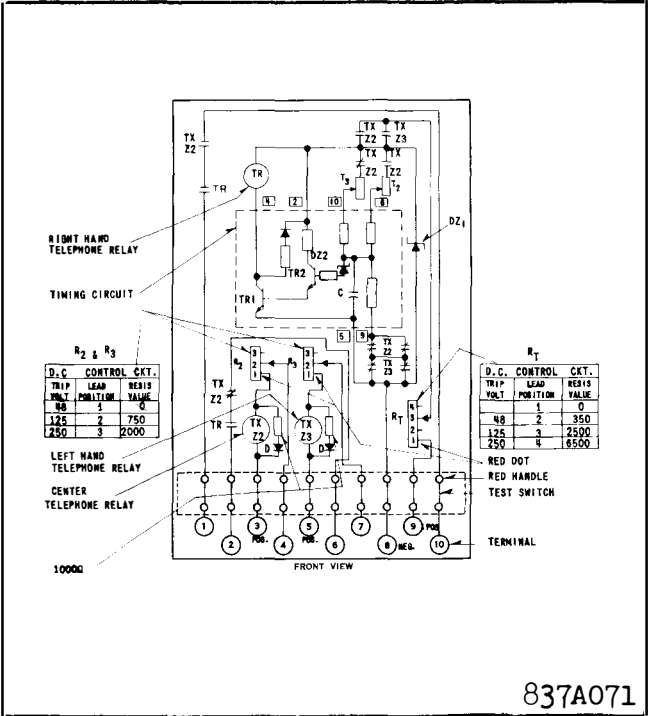 TX
Z2
TR
TR
4
2
10
6
TX
Z2
TX
Z3
TX
Z2
TX
Z2
T3
T2
DZ1
DZ2
TR2
TR1
C
5
9
TX
Z2
TX
Z3
RIGHT HAND
TELEPHONE RELAY
TIMING CIRCUIT
R2 & R3
D.C CONTROL CKT.
TRIP VOLT LEAD POSITION RESIS VALUE
48 1 0
125 2 750
250 3 2000
LEFT HAND
TELEPHONE RELAY
CENTER
TELEPHONE RELAY
1000Ω
R2
3
2
1
R3
3
2
1
TX
Z2
TR
TX
Z2
D
TX
Z3
D
RT
4
3
2
1
RT
D.C. CONTROL CKT.
TRIP VOLT LEAD POSITION RESIS VALUE
1 0
48 2 350
125 3 2500
250 4 6500
RED DOT
RED HANDLE
TEST SWITCH
TERMINAL
1
2
3
POS.
4
5
POS.
6
7
8
NEG.
9
POS
10
FRONT VIEW
837A071